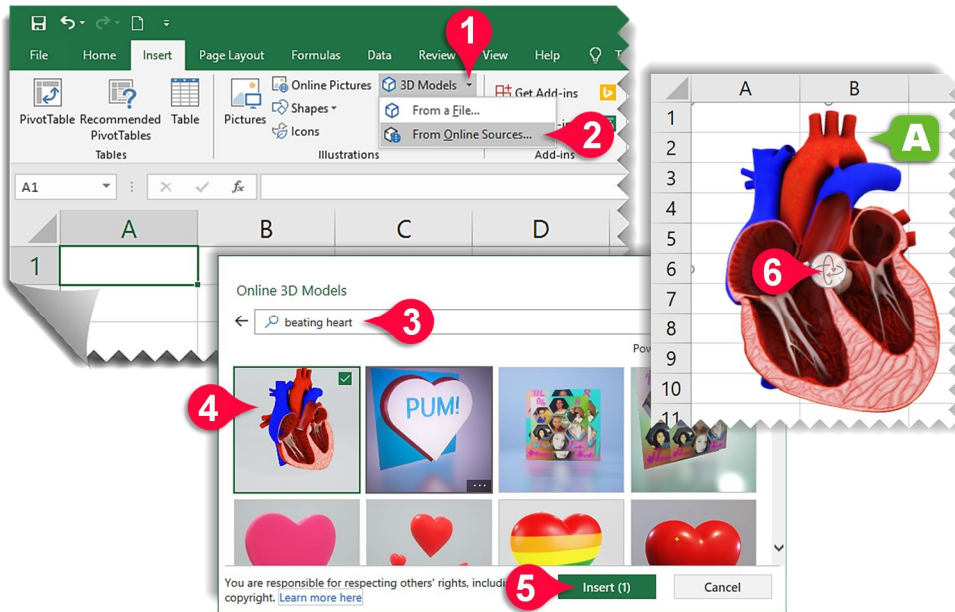 1
File Home Insert Page Layout Formulas Data Review View Help T
PivotTable Recommended PivotTables Table
Tables
Pictures
Online Pictures
Shapes
Icons
3D Models
Illustrations
Get Add-ins
Add-ins
From a File...
From Online Sources...
2
A1
fx
A B C D
1
Online 3D Models
beating heart
3
4
PUM!
You are responsible for respecting others' rights, including
copyright. Learn more here
5
Insert (1)
Cancel
A B
1
2
3
4
5
6
7
8
9
10
11
A
6